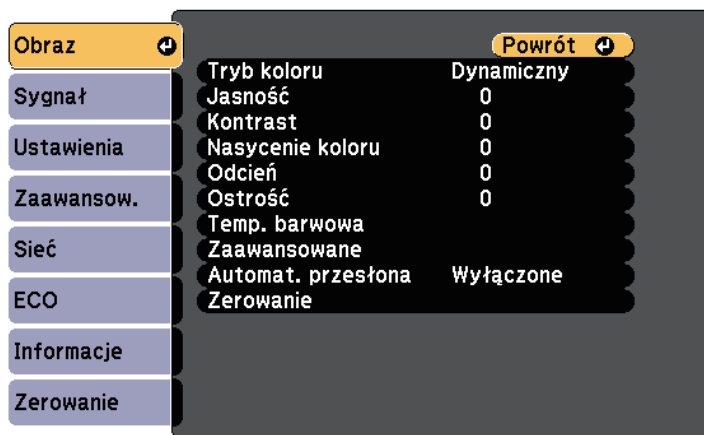 Obraz
Sygnał
Ustawienia
Zaawansow.
Sieć
ECO
Informacje
Zerowanie
Powrót
Tryb koloru Dynamiczny
Jasność 0
Kontrast 0
Nasycenie koloru 0
Odcień 0
Ostrość 0
Temp. barwowa
Zaawansowane
Automat. przesłona Wyłączone
Zerowanie